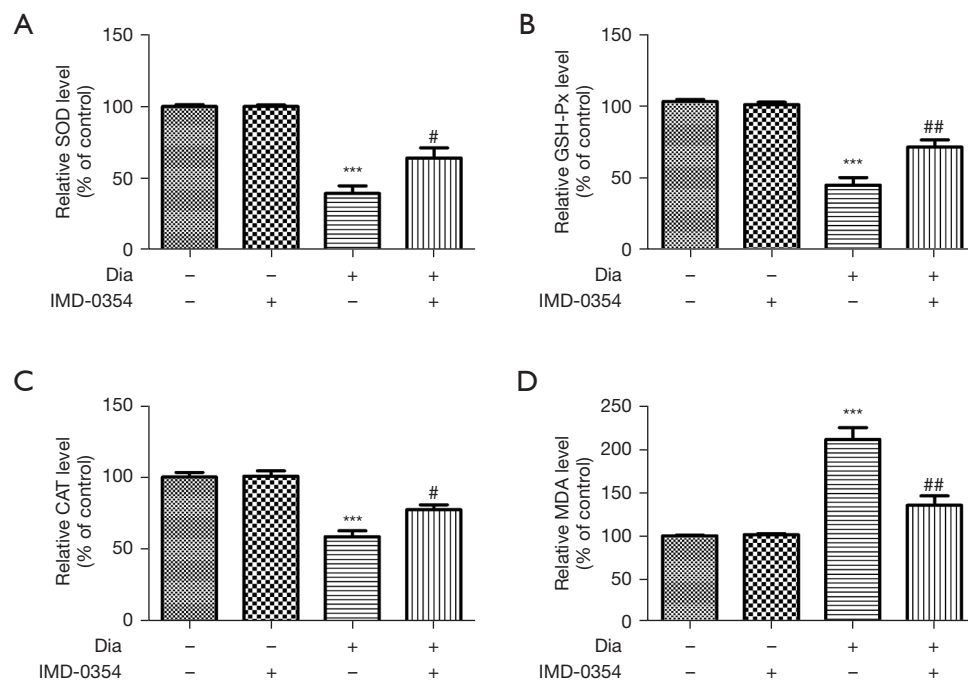 A
Relative SOD level
(% of control)
150
100
50
0
***
#
Dia – – + +
IMD-0354 – + – +
B
Relative GSH-Px level
(% of control)
150
100
50
0
***
##
Dia – – + +
IMD-0354 – + – +
C
Relative CAT level
(% of control)
150
100
50
0
***
#
Dia – – + +
IMD-0354 – + – +
D
Relative MDA level
(% of control)
250
200
150
100
50
0
***
##
Dia – – + +
IMD-0354 – + – +